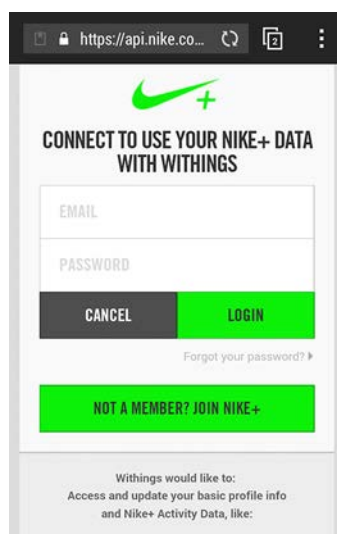 https://api.nike.co...
2
CONNECT TO USE YOUR NIKE+ DATA
WITH WITHINGS
EMAIL
PASSWORD
CANCEL
LOGIN
Forgot your password?
NOT A MEMBER? JOIN NIKE+
Withings would like to:
Access and update your basic profile info
and Nike+ Activity Data, like: